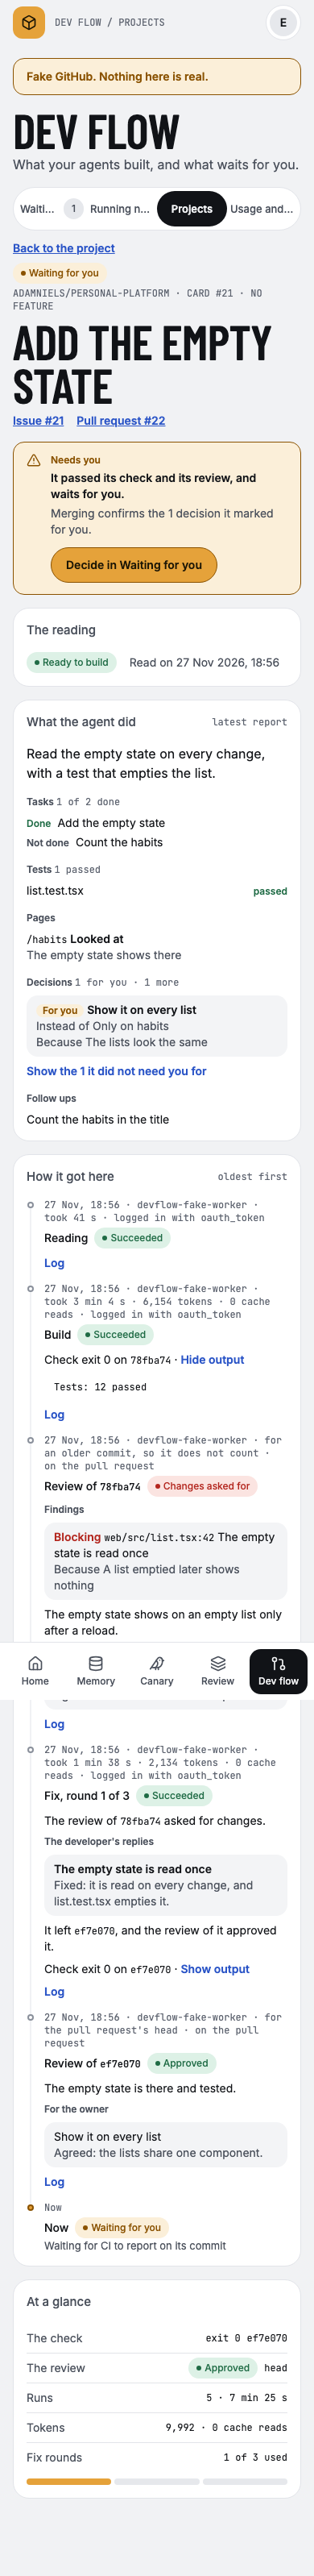 DEV FLOW / PROJECTS
E
Fake GitHub. Nothing here is real.
DEV FLOW
What your agents built, and what waits for you.
Waiti... 1 Running n... Projects Usage and...
Back to the project
Waiting for you
ADAMNIELS/PERSONAL-PLATFORM · CARD #21 · NO
FEATURE
ADD THE EMPTY
STATE
Issue #21 Pull request #22
Needs you
It passed its check and its review, and
waits for you.
Merging confirms the 1 decision it marked
for you.
Decide in Waiting for you
The reading
Ready to build Read on 27 Nov 2026, 18:56
What the agent did latest report
Read the empty state on every change,
with a test that empties the list.
Tasks 1 of 2 done
Done Add the empty state
Not done Count the habits
Tests 1 passed
list.test.tsx passed
Pages
/habits Looked at
The empty state shows there
Decisions 1 for you · 1 more
For you Show it on every list
Instead of Only on habits
Because The lists look the same
Show the 1 it did not need you for
Follow ups
Count the habits in the title
How it got here oldest first
27 Nov, 18:56 · devflow-fake-worker ·
took 41 s · logged in with oauth_token
Reading Succeeded
Log
27 Nov, 18:56 · devflow-fake-worker ·
took 3 min 4 s · 6,154 tokens · 0 cache
reads · logged in with oauth_token
Build Succeeded
Check exit 0 on 78fba74 · Hide output
Tests: 12 passed
Log
27 Nov, 18:56 · devflow-fake-worker · for
an older commit, so it does not count ·
on the pull request
Review of 78fba74 Changes asked for
Findings
Blocking web/src/list.tsx:42 The empty
state is read once
Because A list emptied later shows
nothing
The empty state shows on an empty list only
after a reload.
Home Memory Canary Review Dev flow
Log
27 Nov, 18:56 · devflow-fake-worker ·
took 1 min 38 s · 2,134 tokens · 0 cache
reads · logged in with oauth_token
Fix, round 1 of 3 Succeeded
The review of 78fba74 asked for changes.
The developer's replies
The empty state is read once
Fixed: it is read on every change, and
list.test.tsx empties it.
It left ef7e070, and the review of it approved
it.
Check exit 0 on ef7e070 · Show output
Log
27 Nov, 18:56 · devflow-fake-worker · for
the pull request's head · on the pull
request
Review of ef7e070 Approved
The empty state is there and tested.
For the owner
Show it on every list
Agreed: the lists share one component.
Log
Now
Now Waiting for you
Waiting for CI to report on its commit
At a glance
The check exit 0 ef7e070
The review Approved head
Runs 5 · 7 min 25 s
Tokens 9,992 · 0 cache reads
Fix rounds 1 of 3 used